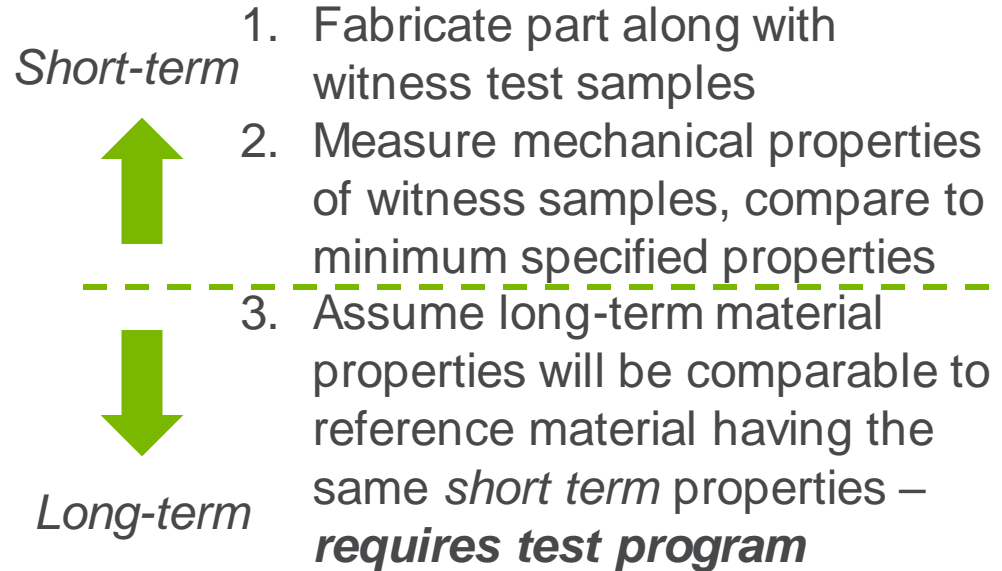 Short-term
1. Fabricate part along with
witness test samples
2. Measure mechanical properties
of witness samples, compare to
minimum specified properties
3. Assume long-term material
properties will be comparable to
reference material having the
same short term properties –
requires test program
Long-term